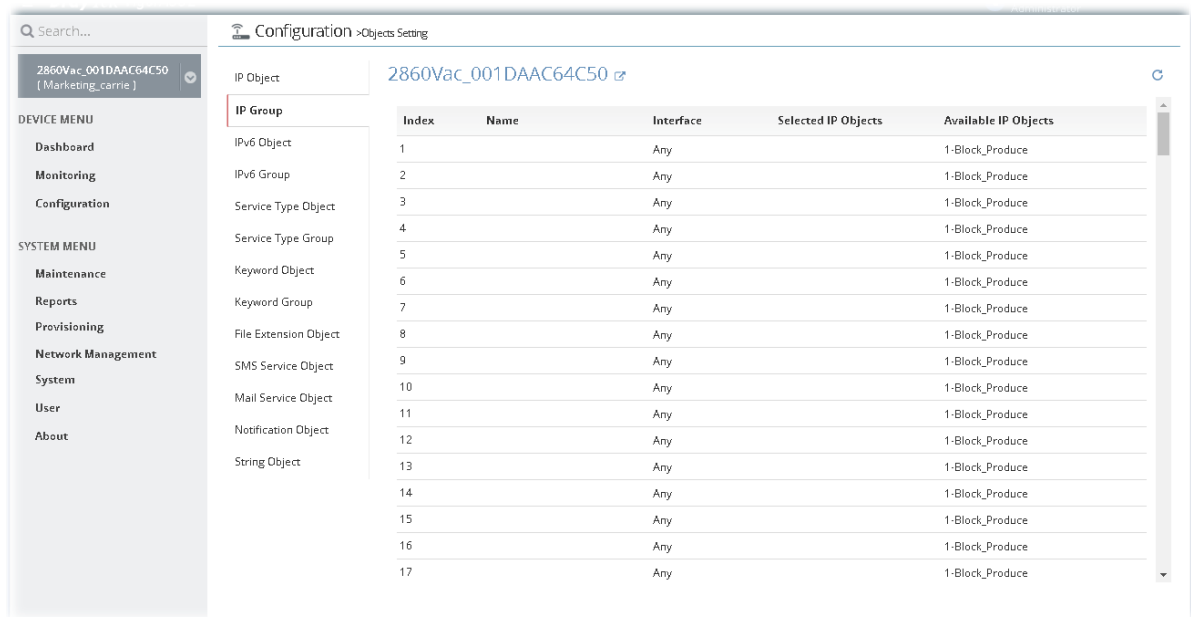 Search...
Configuration >Objects Setting
2860Vac_001DAAC64C50
[ Marketing_carrie ]
DEVICE MENU
Dashboard
Monitoring
Configuration
SYSTEM MENU
Maintenance
Reports
Provisioning
Network Management
System
User
About
IP Object
IP Group
IPv6 Object
IPv6 Group
Service Type Object
Service Type Group
Keyword Object
Keyword Group
File Extension Object
SMS Service Object
Mail Service Object
Notification Object
String Object
2860Vac_001DAAC64C50
Index Name Interface Selected IP Objects Available IP Objects
1 Any 1-Block_Produce
2 Any 1-Block_Produce
3 Any 1-Block_Produce
4 Any 1-Block_Produce
5 Any 1-Block_Produce
6 Any 1-Block_Produce
7 Any 1-Block_Produce
8 Any 1-Block_Produce
9 Any 1-Block_Produce
10 Any 1-Block_Produce
11 Any 1-Block_Produce
12 Any 1-Block_Produce
13 Any 1-Block_Produce
14 Any 1-Block_Produce
15 Any 1-Block_Produce
16 Any 1-Block_Produce
17 Any 1-Block_Produce